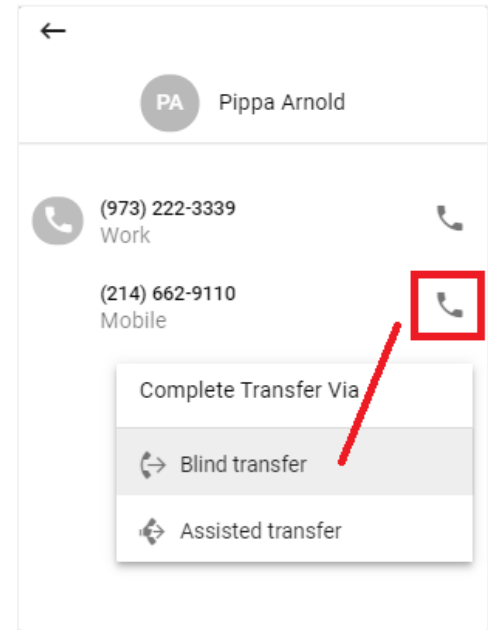 PA Pippa Arnold
(973) 222-3339
Work
(214) 662-9110
Mobile
Complete Transfer Via
Blind transfer
Assisted transfer